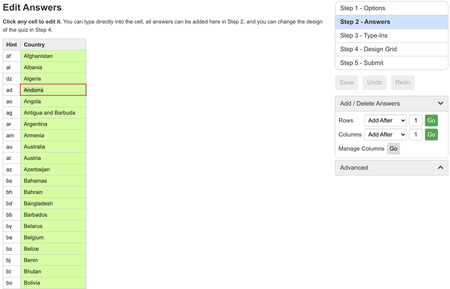 Edit Answers
Click any cell to edit it. You can type directly into the cell, all answers can be added here in Step 2, and you can change the design
of the quiz in Step 4.
Hint Country
af Afghanistan
al Albania
dz Algeria
ad Andorra
ao Angola
ag Antigua and Barbuda
ar Argentina
am Armenia
au Australia
at Austria
az Azerbaijan
bs Bahamas
bh Bahrain
bd Bangladesh
bb Barbados
by Belarus
be Belgium
bz Belize
bj Benin
bt Bhutan
bo Bolivia
Step 1 - Options
Step 2 - Answers
Step 3 - Type-Ins
Step 4 - Design Grid
Step 5 - Submit
Save Undo Redo
Add / Delete Answers
Rows Add After 1 Go
Columns Add After 1 Go
Manage Columns Go
Advanced